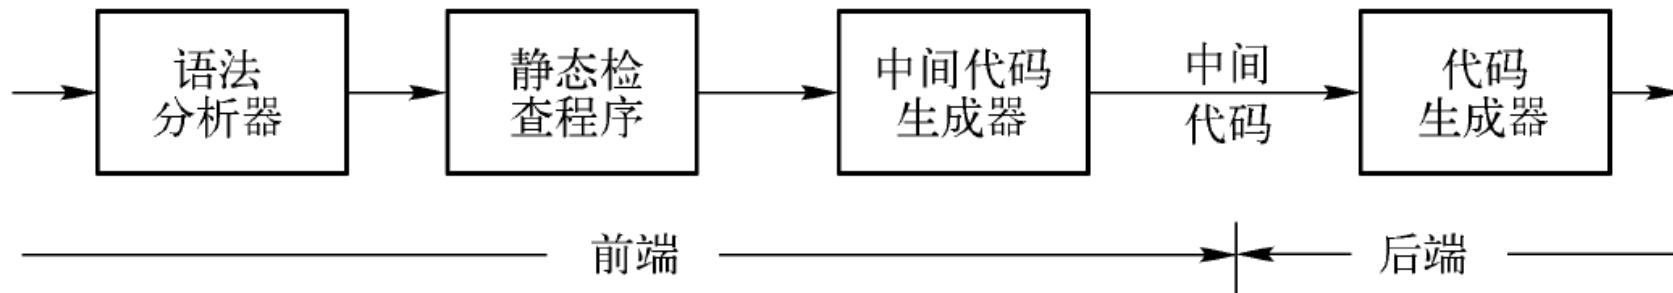 语法
分析器
静态检
查程序
中间代码
生成器
中间
代码
代码
生成器
前端
后端